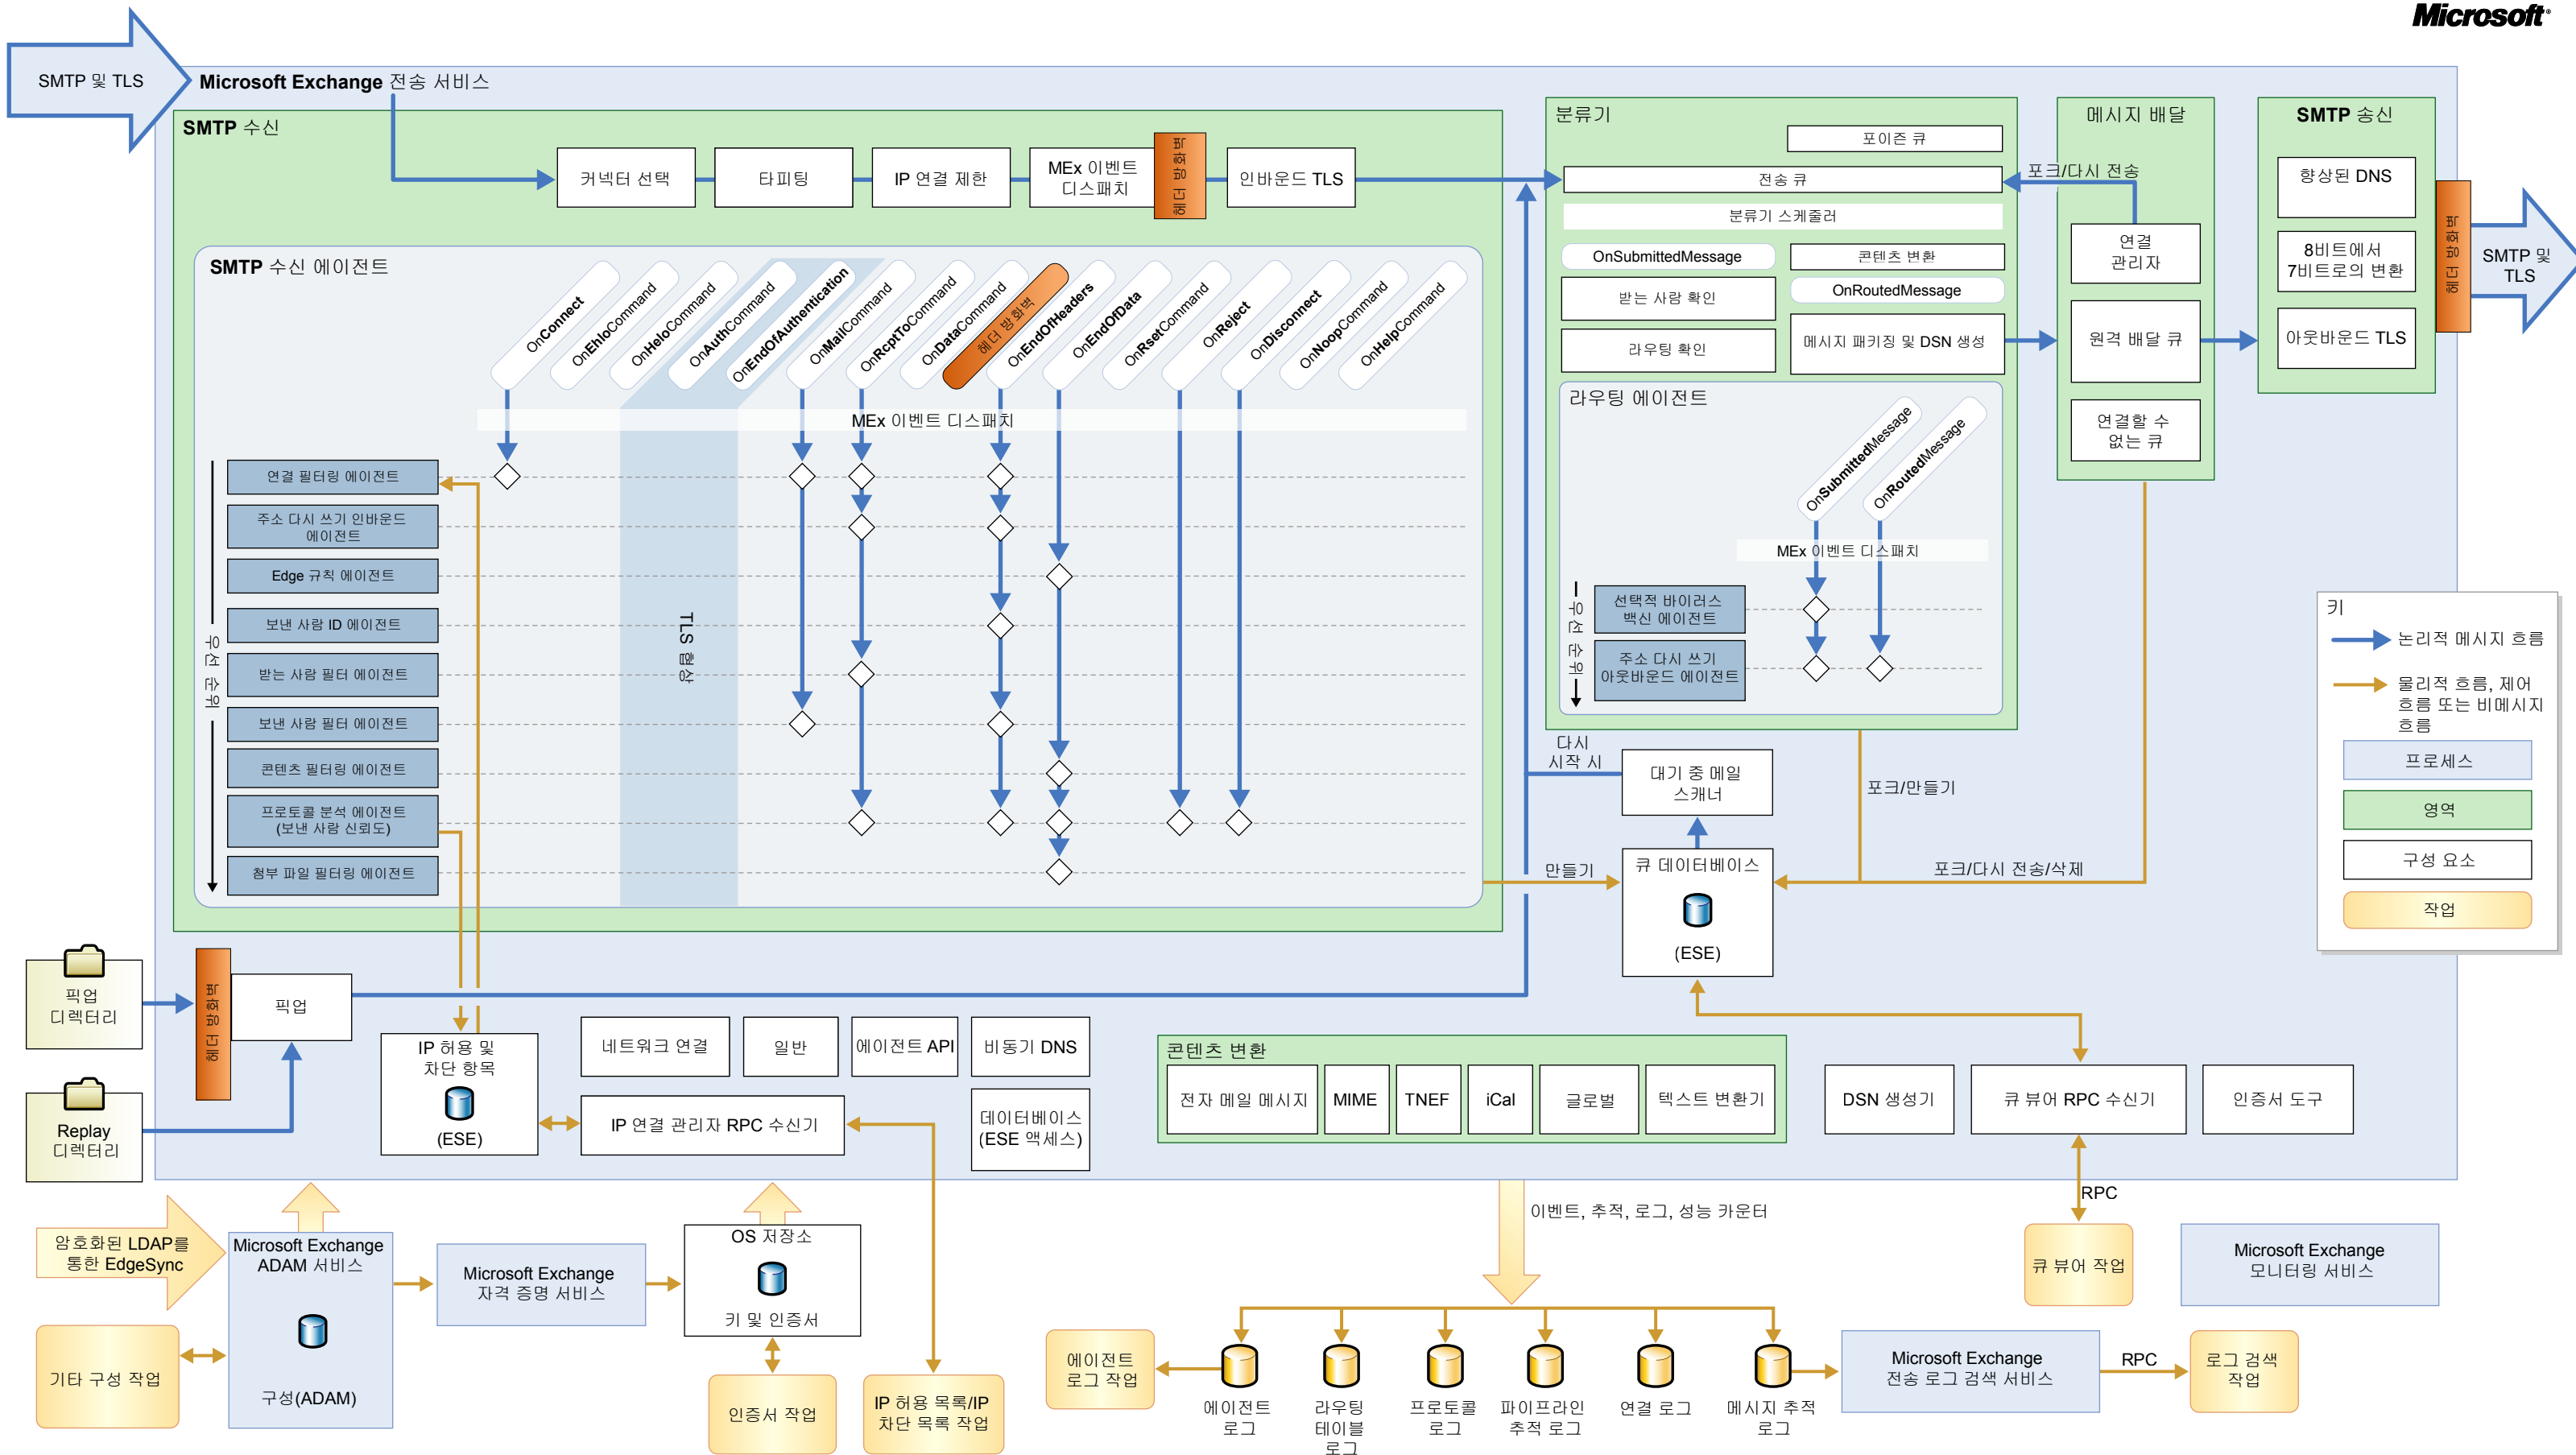 Microsoft
SMTP 및 TLS
Microsoft Exchange 전송 서비스
SMTP 수신
커넥터 선택
타피팅
IP 연결 제한
MEx 이벤트
디스패치
헤더 방화벽
인바운드 TLS
SMTP 수신 에이전트
OnConnect
OnEhloCommand
OnHeloCommand
OnAuthCommand
OnEndOfAuthentication
OnMailCommand
OnRcptToCommand
OnDataCommand
헤더 방화벽
OnEndOfHeaders
OnEndOfData
OnRsetCommand
OnReject
OnDisconnect
OnNoopCommand
OnHelpCommand
MEx 이벤트 디스패치
TLS 협상
우선 순위
연결 필터링 에이전트
주소 다시 쓰기 인바운드
에이전트
Edge 규칙 에이전트
보낸 사람 ID 에이전트
받는 사람 필터 에이전트
보낸 사람 필터 에이전트
콘텐츠 필터링 에이전트
프로토콜 분석 에이전트
(보낸 사람 신뢰도)
첨부 파일 필터링 에이전트
분류기
포이즌 큐
전송 큐
분류기 스케줄러
OnSubmittedMessage
콘텐츠 변환
받는 사람 확인
OnRoutedMessage
라우팅 확인
메시지 패키징 및 DSN 생성
라우팅 에이전트
OnSubmittedMessage
OnRoutedMessage
MEx 이벤트 디스패치
우선 순위
선택적 바이러스
백신 에이전트
주소 다시 쓰기
아웃바운드 에이전트
메시지 배달
포크/다시 전송
연결
관리자
원격 배달 큐
연결할 수
없는 큐
SMTP 송신
향상된 DNS
8비트에서
7비트로의 변환
아웃바운드 TLS
헤더 방화벽
SMTP 및
TLS
키
논리적 메시지 흐름
물리적 흐름, 제어
흐름 또는 비메시지
흐름
프로세스
영역
구성 요소
작업
다시
시작 시
대기 중 메일
스캐너
포크/만들기
만들기
큐 데이터베이스
(ESE)
포크/다시 전송/삭제
픽업
디렉터리
헤더 방화벽
픽업
Replay
디렉터리
IP 허용 및
차단 항목
(ESE)
네트워크 연결
일반
에이전트 API
비동기 DNS
IP 연결 관리자 RPC 수신기
데이터베이스
(ESE 액세스)
콘텐츠 변환
전자 메일 메시지
MIME
TNEF
iCal
글로벌
텍스트 변환기
DSN 생성기
큐 뷰어 RPC 수신기
인증서 도구
RPC
암호화된 LDAP를
통한 EdgeSync
Microsoft Exchange
ADAM 서비스
구성(ADAM)
기타 구성 작업
Microsoft Exchange
자격 증명 서비스
OS 저장소
키 및 인증서
인증서 작업
IP 허용 목록/IP
차단 목록 작업
이벤트, 추적, 로그, 성능 카운터
에이전트
로그 작업
에이전트
로그
라우팅
테이블
로그
프로토콜
로그
파이프라인
추적 로그
연결 로그
메시지 추적
로그
Microsoft Exchange
전송 로그 검색 서비스
RPC
로그 검색
작업
큐 뷰어 작업
Microsoft Exchange
모니터링 서비스